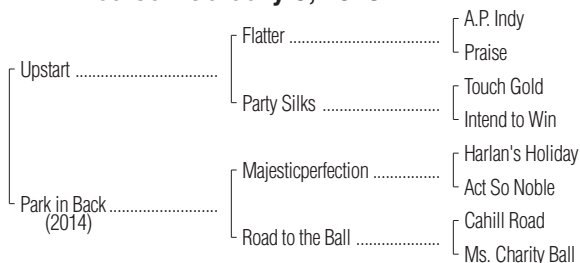 Flatter ........................................
A.P. Indy
Praise
Upstart ......................................
Party Silks ...............................
Touch Gold
Intend to Win
Majesticperfection .....................
Harlan's Holiday
Act So Noble
Park in Back .............................
(2014)
Road to the Ball ......................
Cahill Road
Ms. Charity Ball